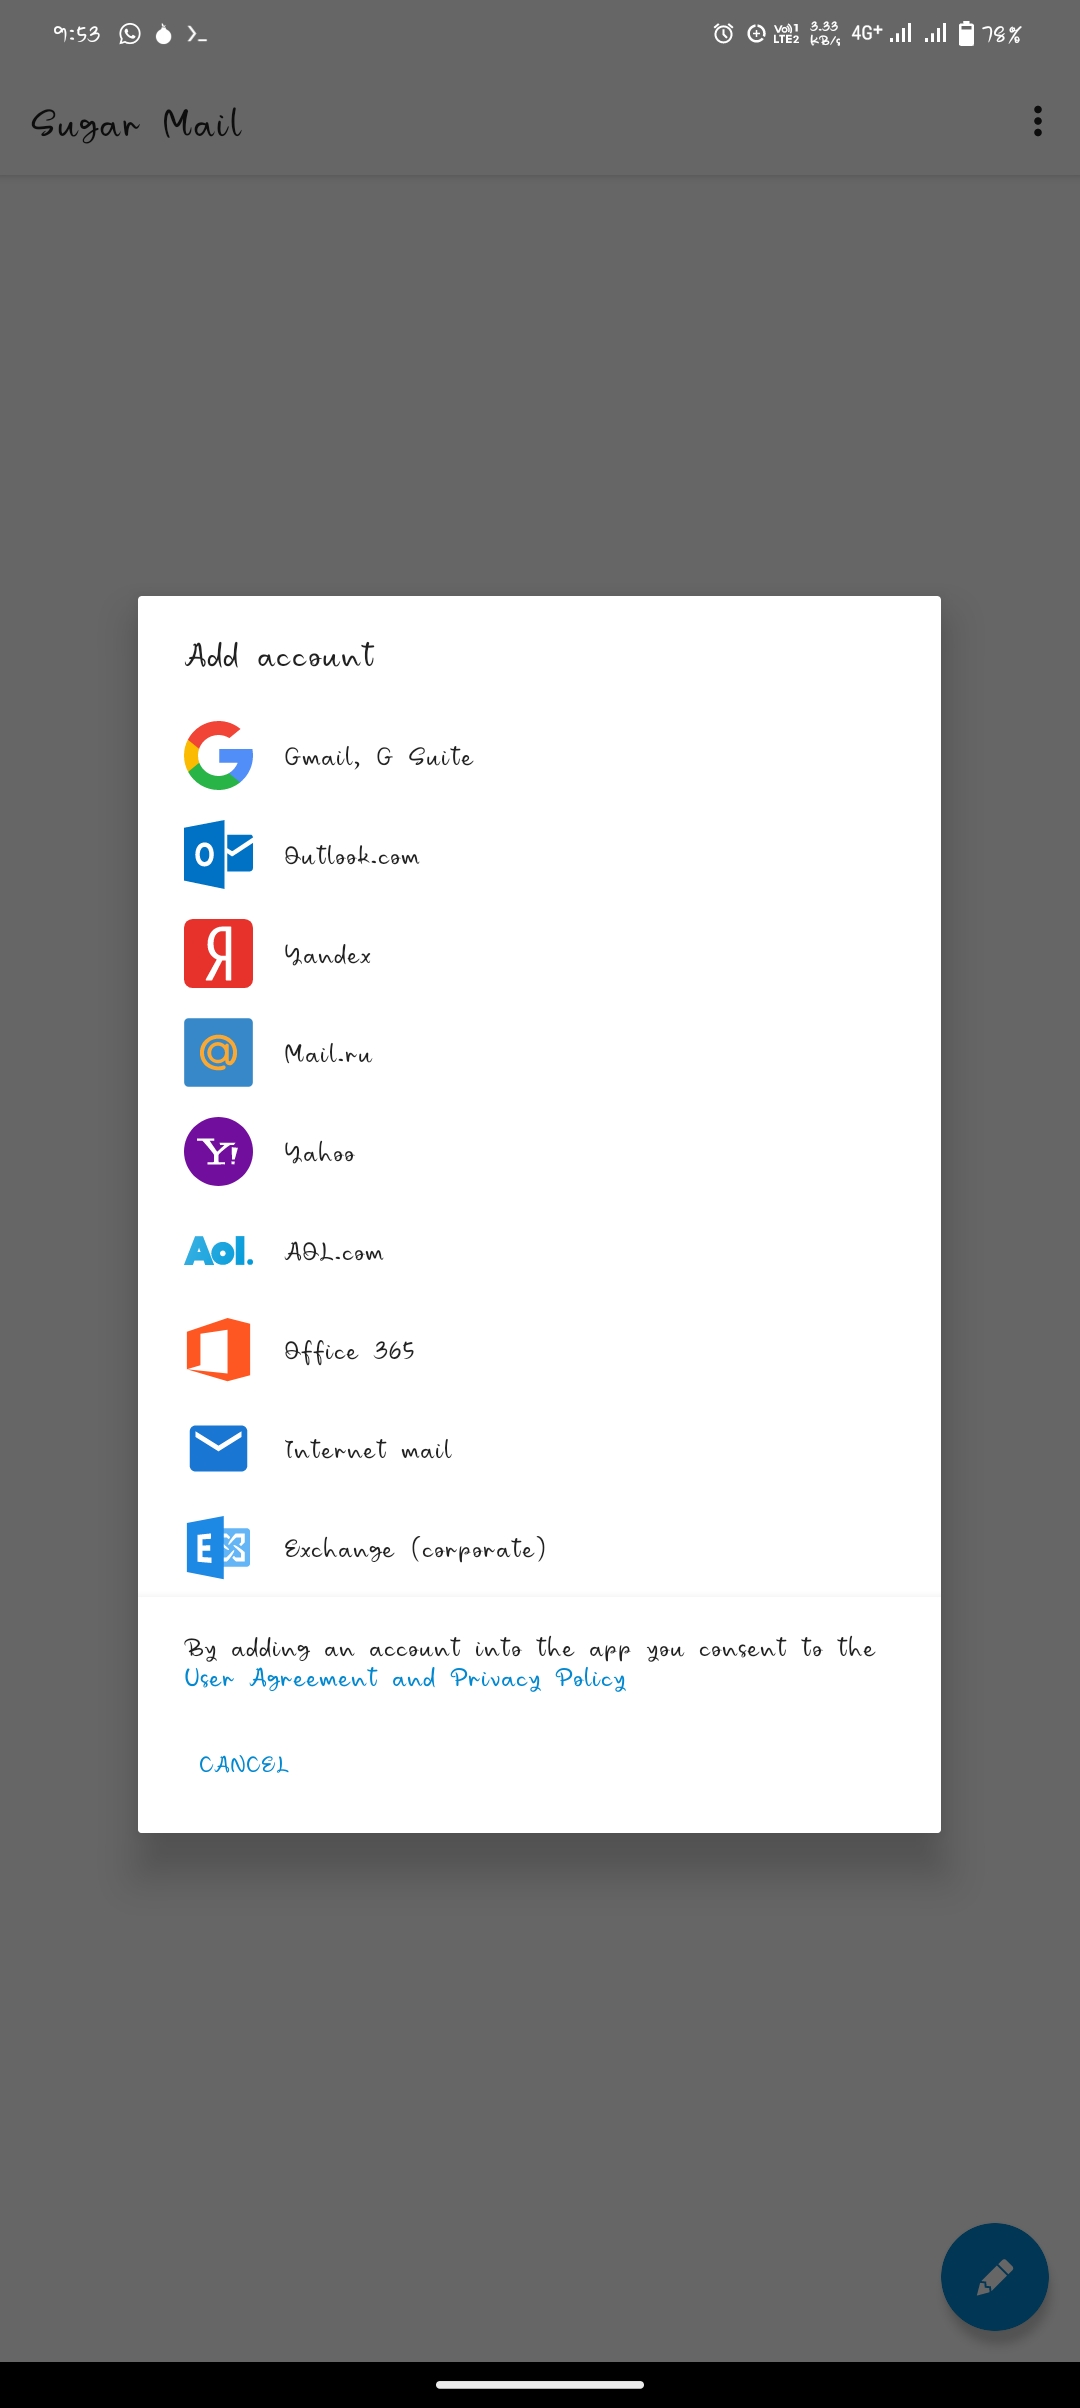 9:53
Vo)) 1
LTE2
3.33
KB/s
4G+
78%
Sugar Mail
Add account
Gmail, G Suite
Outlook.com
Yandex
Mail.ru
Yahoo
Aol.
AOL.com
Office 365
Internet mail
Exchange (corporate)
By adding an account into the app you consent to the
User Agreement and Privacy Policy
CANCEL